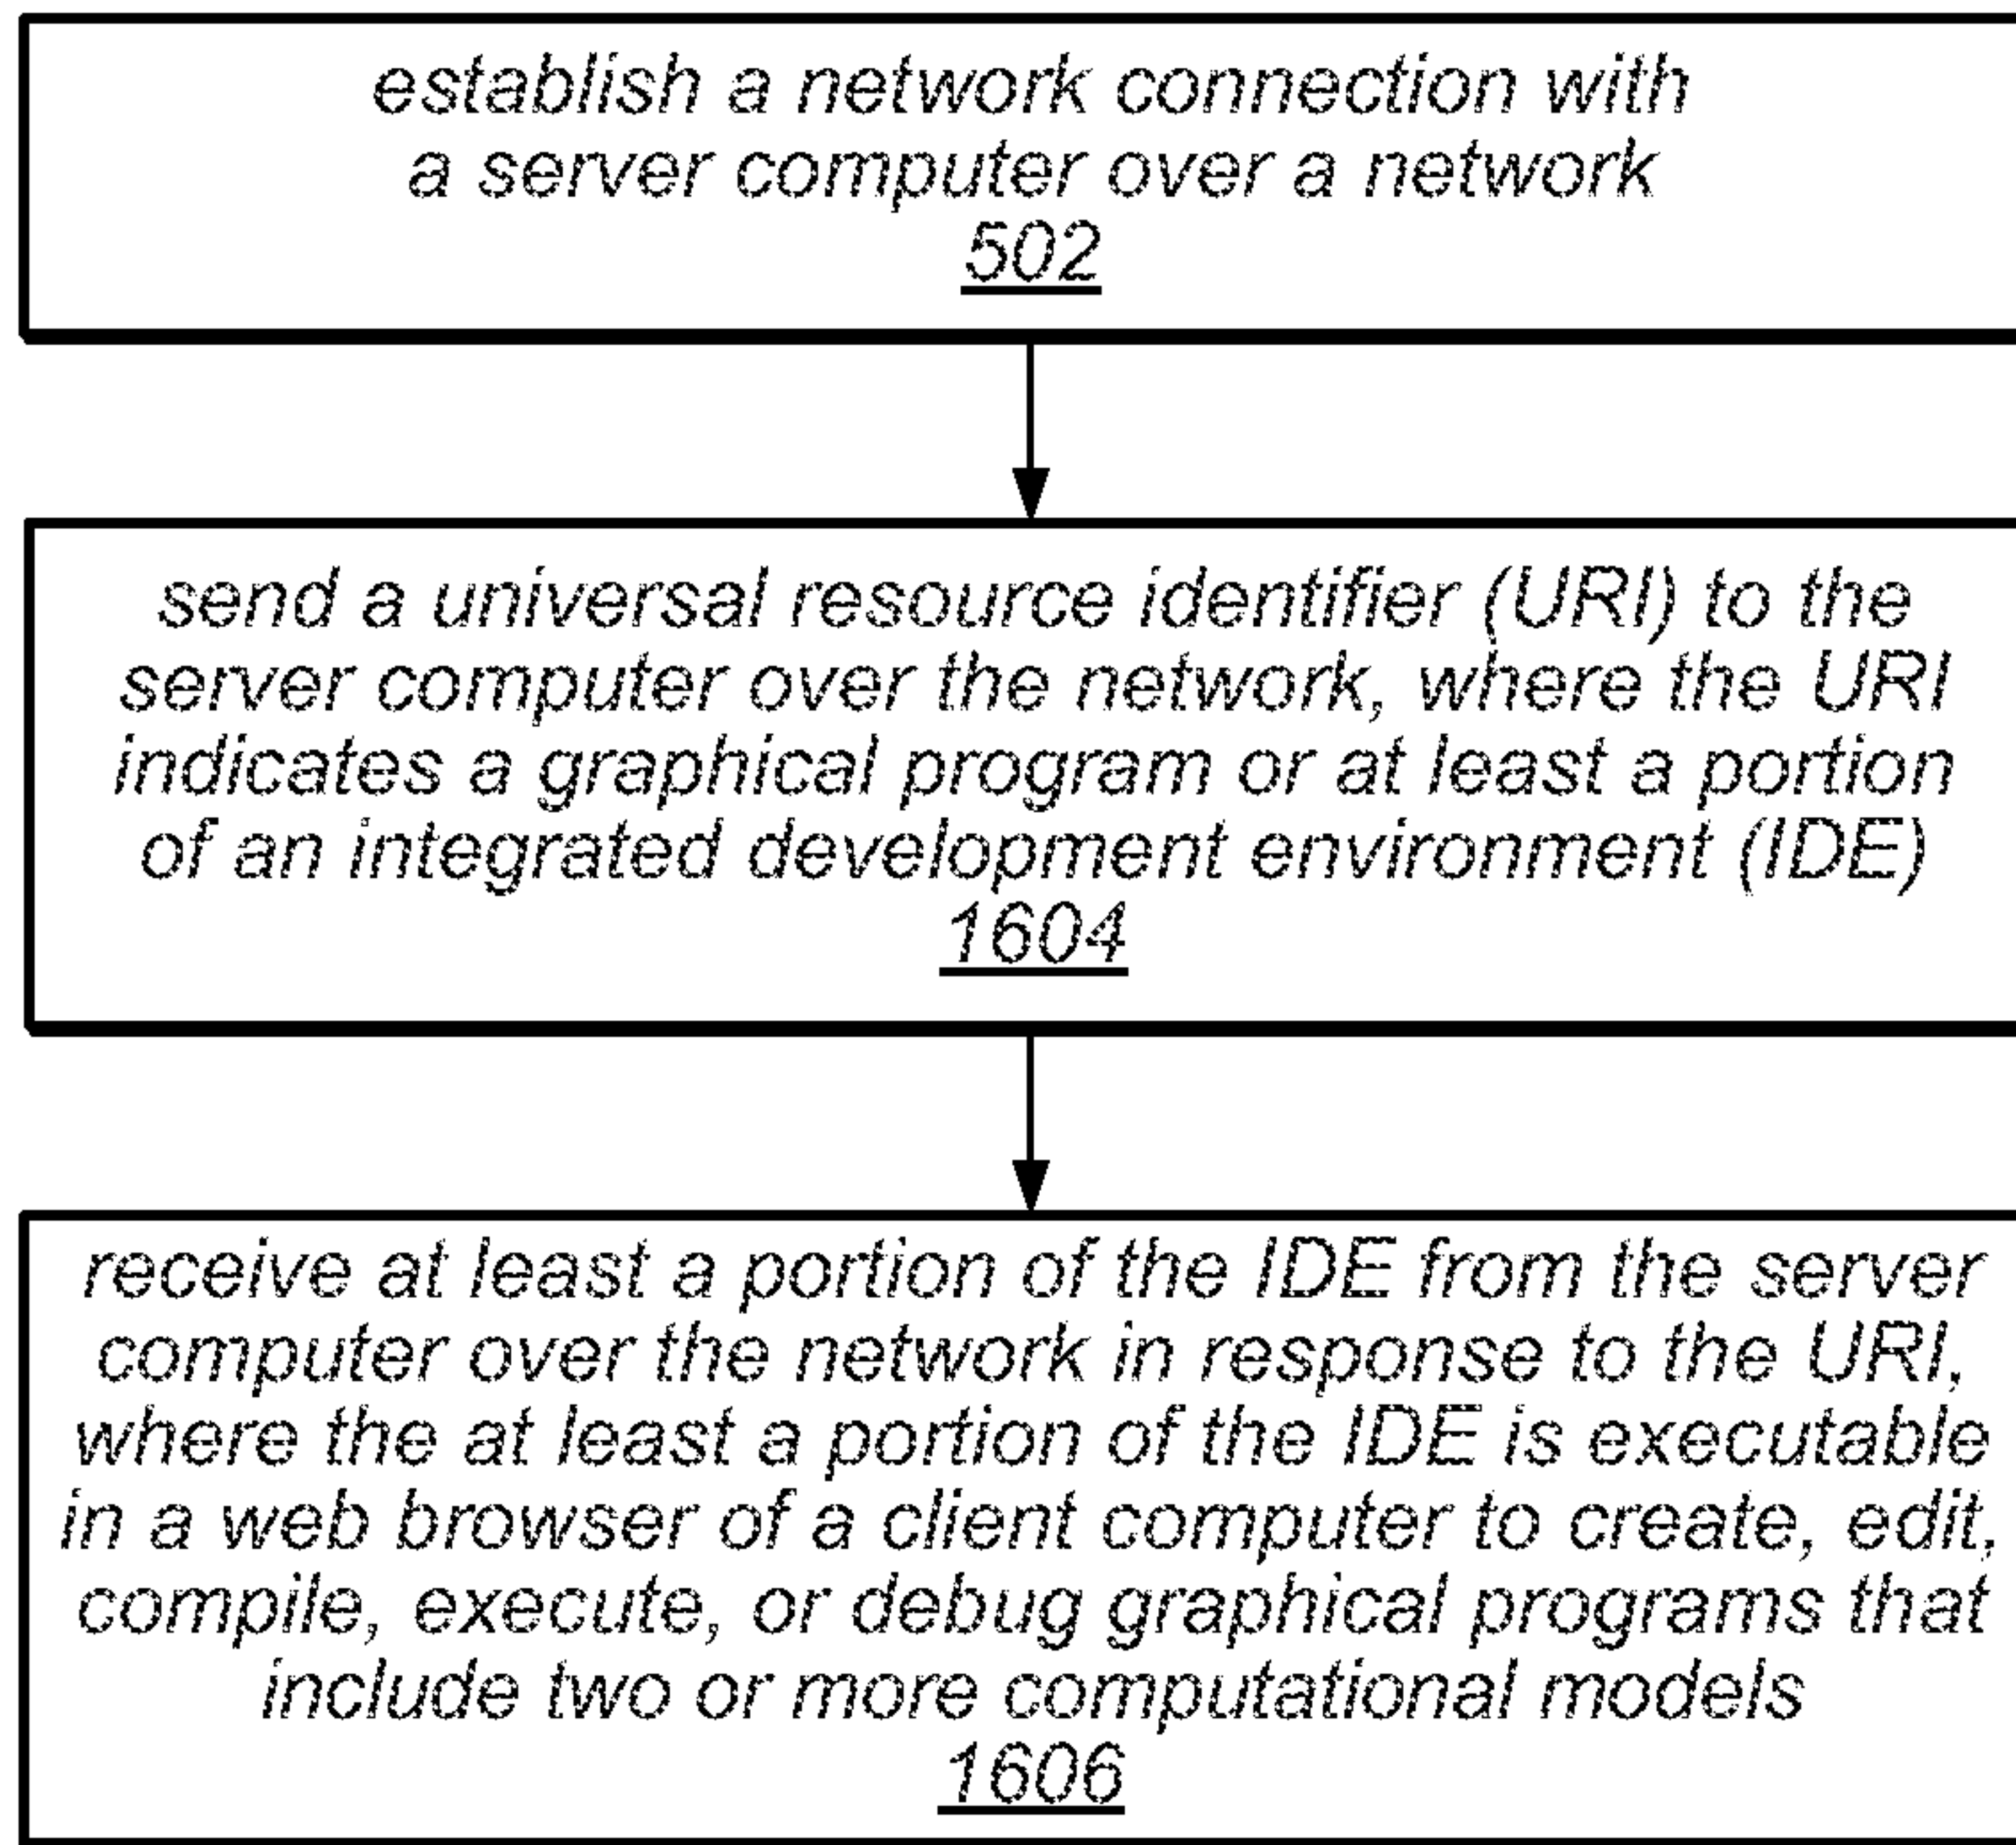 establish a network connection with
a server computer over a network
502
send a universal resource identifier (URI) to the
server computer over the network, where the URI
indicates a graphical program or at least a portion
of an integrated development environment (IDE)
1604
receive at least a portion of the IDE from the server
computer over the network in response to the URI,
where the at least a portion of the IDE is executable
in a web browser of a client computer to create, edit,
compile, execute, or debug graphical programs that
include two or more computational models
1606